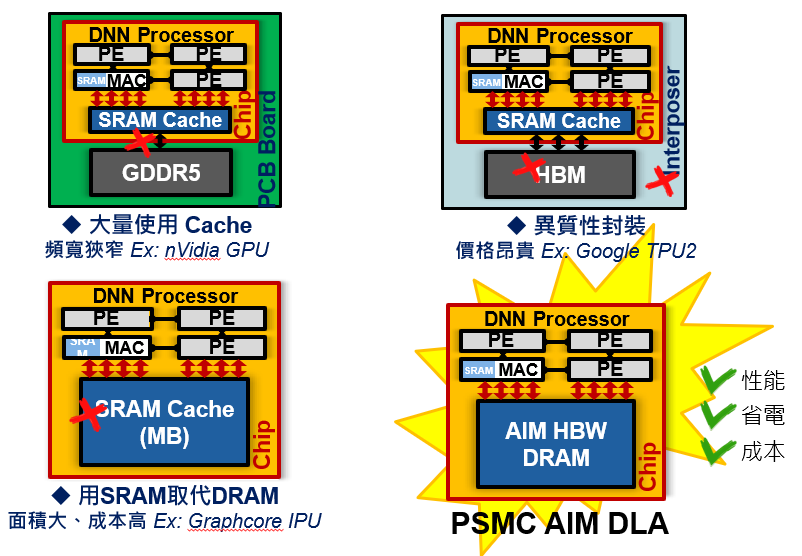 DNN Processor
PE
PE
SRAM
MAC
PE
SRAM Cache
Chip
GDDR5
PCB Board
◆ 大量使用 Cache
頻寬狹窄 Ex: nVidia GPU
DNN Processor
PE
PE
SRAM
MAC
PE
SRAM Cache
Chip
HBM
Interposer
◆ 異質性封裝
價格昂貴 Ex: Google TPU2
DNN Processor
PE
PE
SRA
M
MAC
PE
SRAM Cache
(MB)
Chip
◆ 用SRAM取代DRAM
面積大、成本高 Ex: Graphcore IPU
DNN Processor
PE
PE
SRAM
MAC
PE
AIM HBW
DRAM
Chip
PSMC AIM DLA
性能
省電
成本